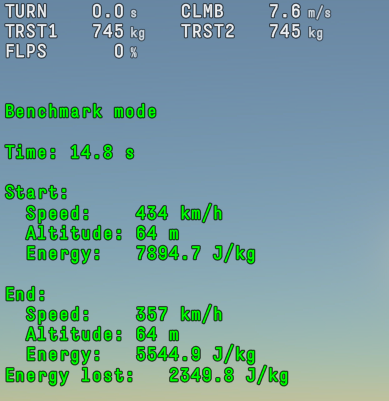 TURN 0.0 s CLMB 7.6 m/s
TRST1 745 kg TRST2 745 kg
FLPS 0 %
Benchmark mode
Time: 14.8 s
Start:
Speed: 434 km/h
Altitude: 64 m
Energy: 7894.7 J/kg
End:
Speed: 357 km/h
Altitude: 64 m
Energy: 5544.9 J/kg
Energy lost: 2349.8 J/kg